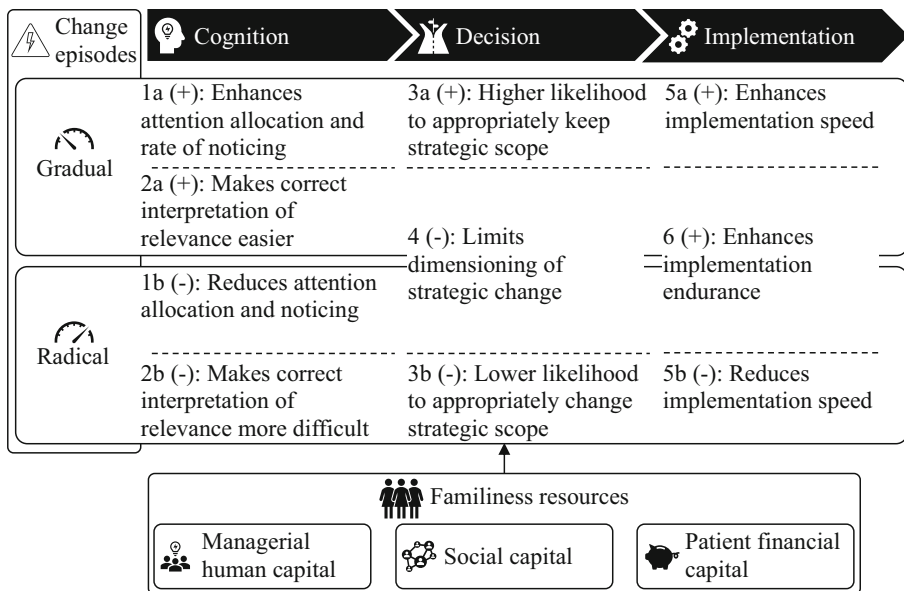 Change
episodes
Cognition
Decision
Implementation
Gradual
1a (+): Enhances
attention allocation and
rate of noticing
2a (+): Makes correct
interpretation of
relevance easier
3a (+): Higher likelihood
to appropriately keep
strategic scope
5a (+): Enhances
implementation speed
4 (-): Limits
dimensioning of
strategic change
6 (+): Enhances
implementation
endurance
Radical
1b (-): Reduces attention
allocation and noticing
2b (-): Makes correct
interpretation of
relevance more difficult
3b (-): Lower likelihood
to appropriately change
strategic scope
5b (-): Reduces
implementation speed
Familiness resources
Managerial
human capital
Social capital
Patient financial
capital